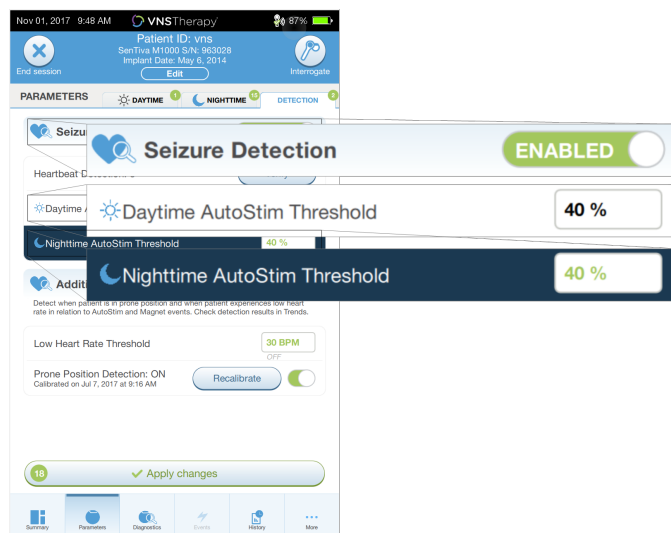 Nov 01, 2017 9:48 AM VNSTherapy 87%
Patient ID: vns
SenTiva M1000 S/N: 963028
Implant Date: May 6, 2014
End session Edit Interrogate
PARAMETERS DAYTIME 1 NIGHTTIME 15 DETECTION 2
Seizure Detection ENABLED
Heartbeat
Daytime AutoStim Threshold 40 %
Nighttime AutoStim Threshold 40 %
Nighttime AutoStim Threshold 40 %
Detect when patient is in prone position and when patient experiences low heart
rate in relation to AutoStim and Magnet events. Check detection results in Trends.
Low Heart Rate Threshold 30 BPM
OFF
Prone Position Detection: ON
Calibrated on Jul 7, 2017 at 9:16 AM Recalibrate
18 Apply changes
Summary Parameters Diagnostics Events History More